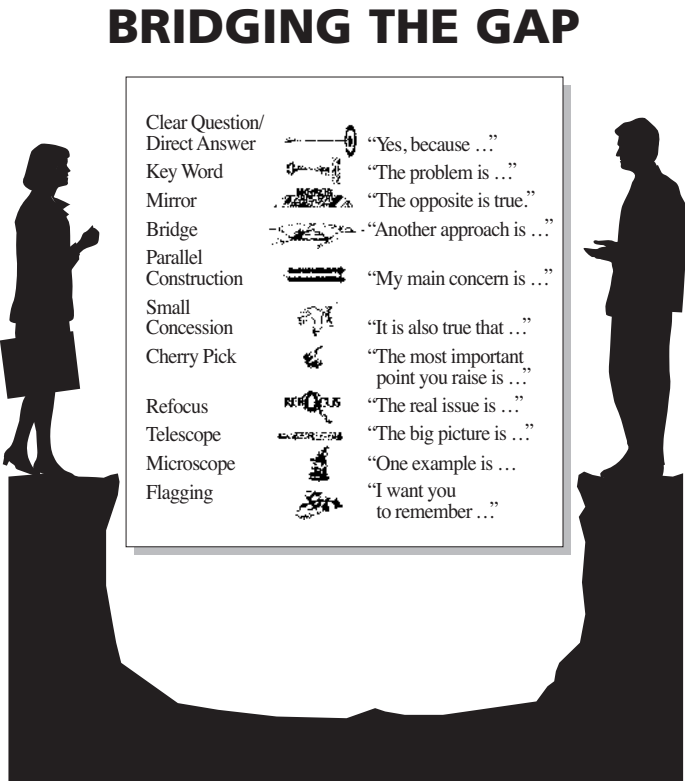 BRIDGING THE GAP
Clear Question/
Direct Answer “Yes, because …”
Key Word “The problem is …”
Mirror “The opposite is true.”
Bridge “Another approach is …”
Parallel
Construction “My main concern is …”
Small
Concession “It is also true that …”
Cherry Pick “The most important
point you raise is …”
Refocus REFOCUS “The real issue is …”
Telescope “The big picture is …”
Microscope “One example is …
Flagging “I want you
to remember …”